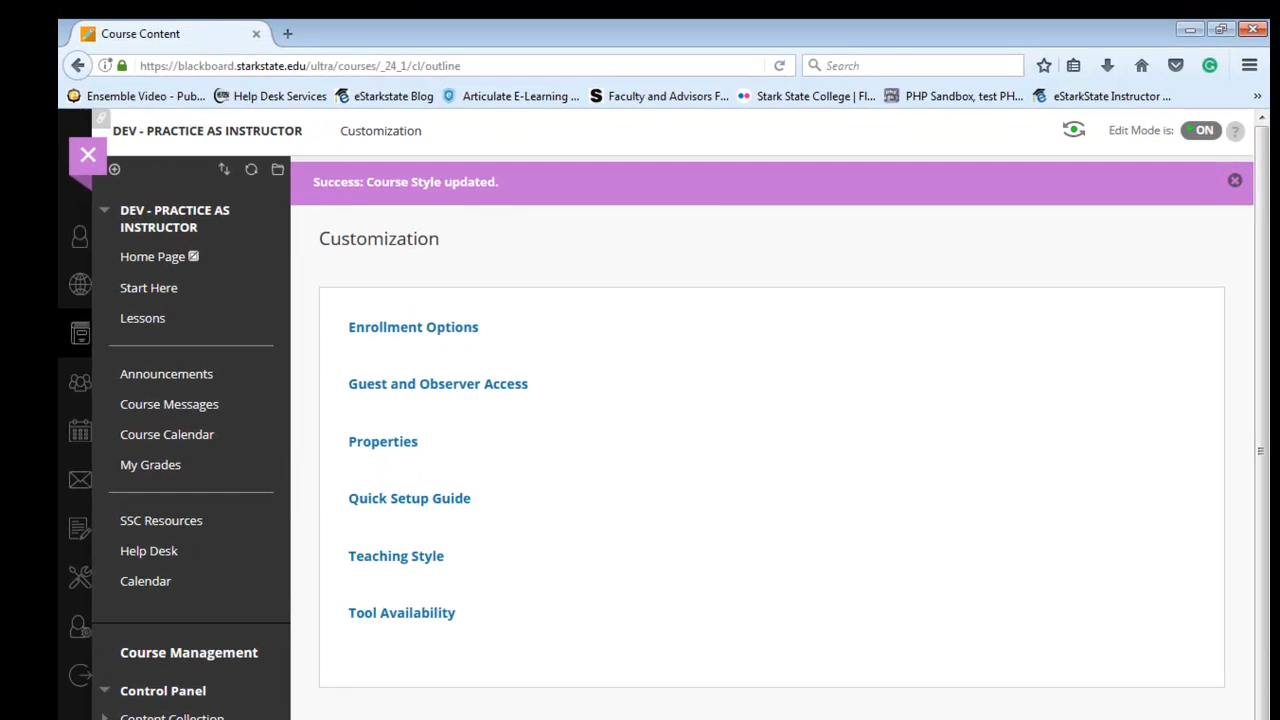 Course Content
https://blackboard.starkstate.edu/ultra/courses/_24_1/cl/outline
Search
Ensemble Video - Pub...
Help Desk Services
eStarkstate Blog
Articulate E-Learning ...
Faculty and Advisors F...
Stark State College | Fl...
PHP Sandbox, test PH...
eStarkState Instructor ...
»
DEV - PRACTICE AS INSTRUCTOR
Customization
Edit Mode is:
ON
?
DEV - PRACTICE AS
INSTRUCTOR
Home Page
Start Here
Lessons
Announcements
Course Messages
Course Calendar
My Grades
SSC Resources
Help Desk
Calendar
Course Management
Control Panel
Content Collection
Success: Course Style updated.
Customization
Enrollment Options
Guest and Observer Access
Properties
Quick Setup Guide
Teaching Style
Tool Availability